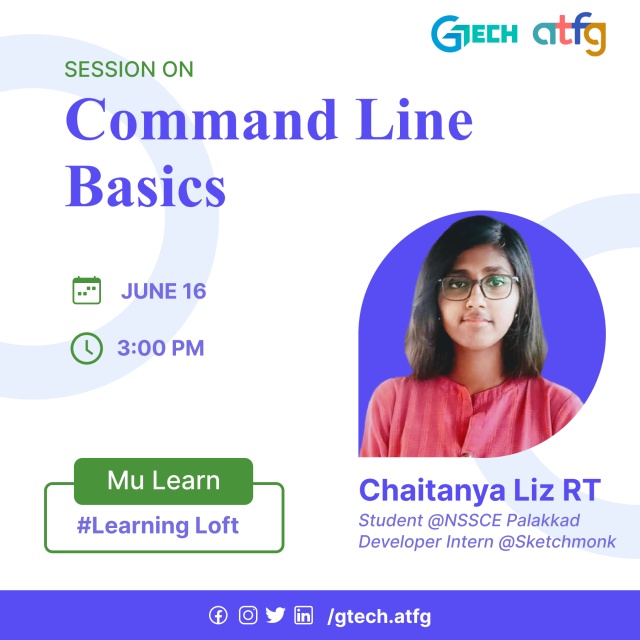 GTECH atfg
SESSION ON
Command Line
Basics
JUNE 16
3:00 PM
Mu Learn
#Learning Loft
Chaitanya Liz RT
Student @NSSCE Palakkad
Developer Intern @Sketchmonk
/gtech.atfg